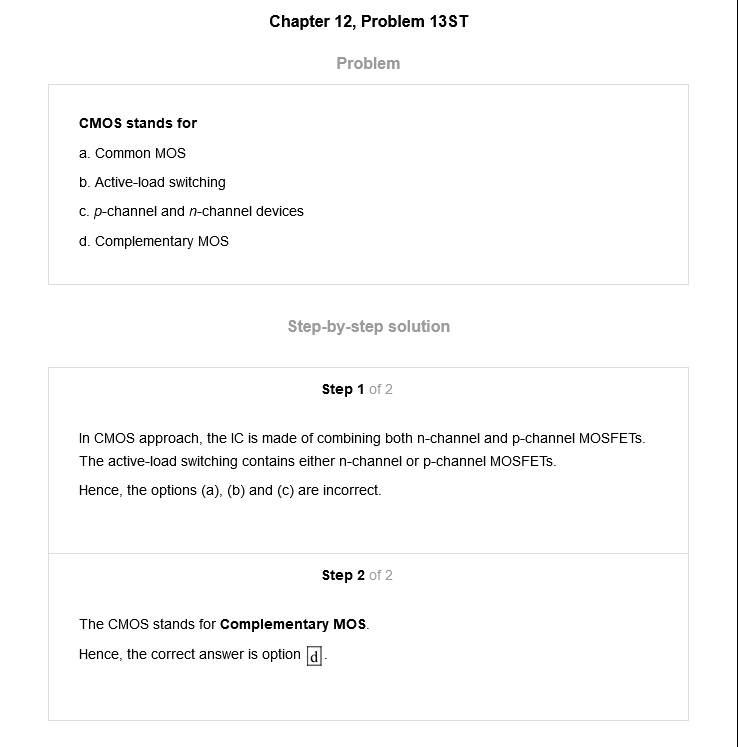 Chapter 12, Problem 13ST
Problem
CMOS stands for
a. Common MOS
b. Active-load switching
c. p-channel and n-channel devices
d. Complementary MOS
Step-by-step solution
Step 1 of 2
In CMOS approach, the IC is made of combining both n-channel and p-channel MOSFETs.
The active-load switching contains either n-channel or p-channel MOSFETs.
Hence, the options (a), (b) and (c) are incorrect.
Step 2 of 2
The CMOS stands for Complementary MOS.
Hence, the correct answer is option d.